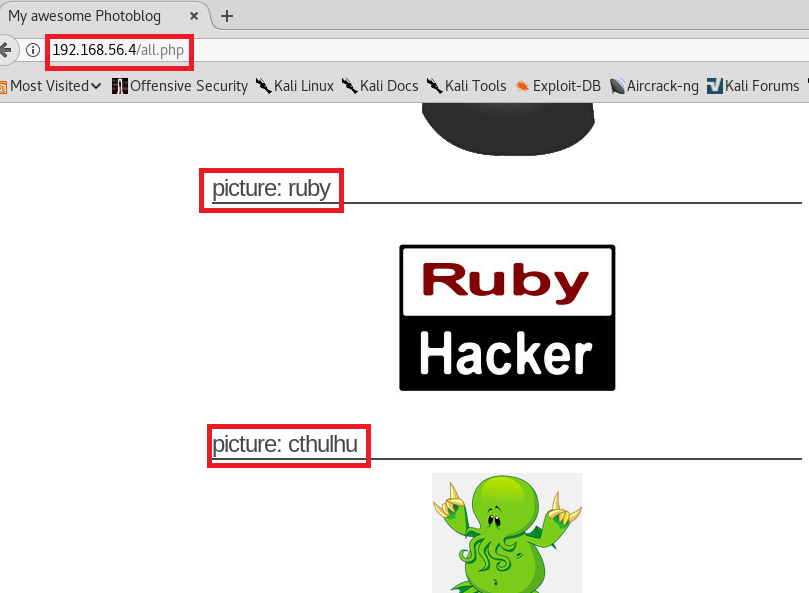 My awesome Photoblog
192.168.56.4/all.php
Most Visited Offensive Security Kali Linux Kali Docs Kali Tools Exploit-DB Aircrack-ng Kali Forums
picture: ruby
Ruby
Hacker
picture: cthulhu